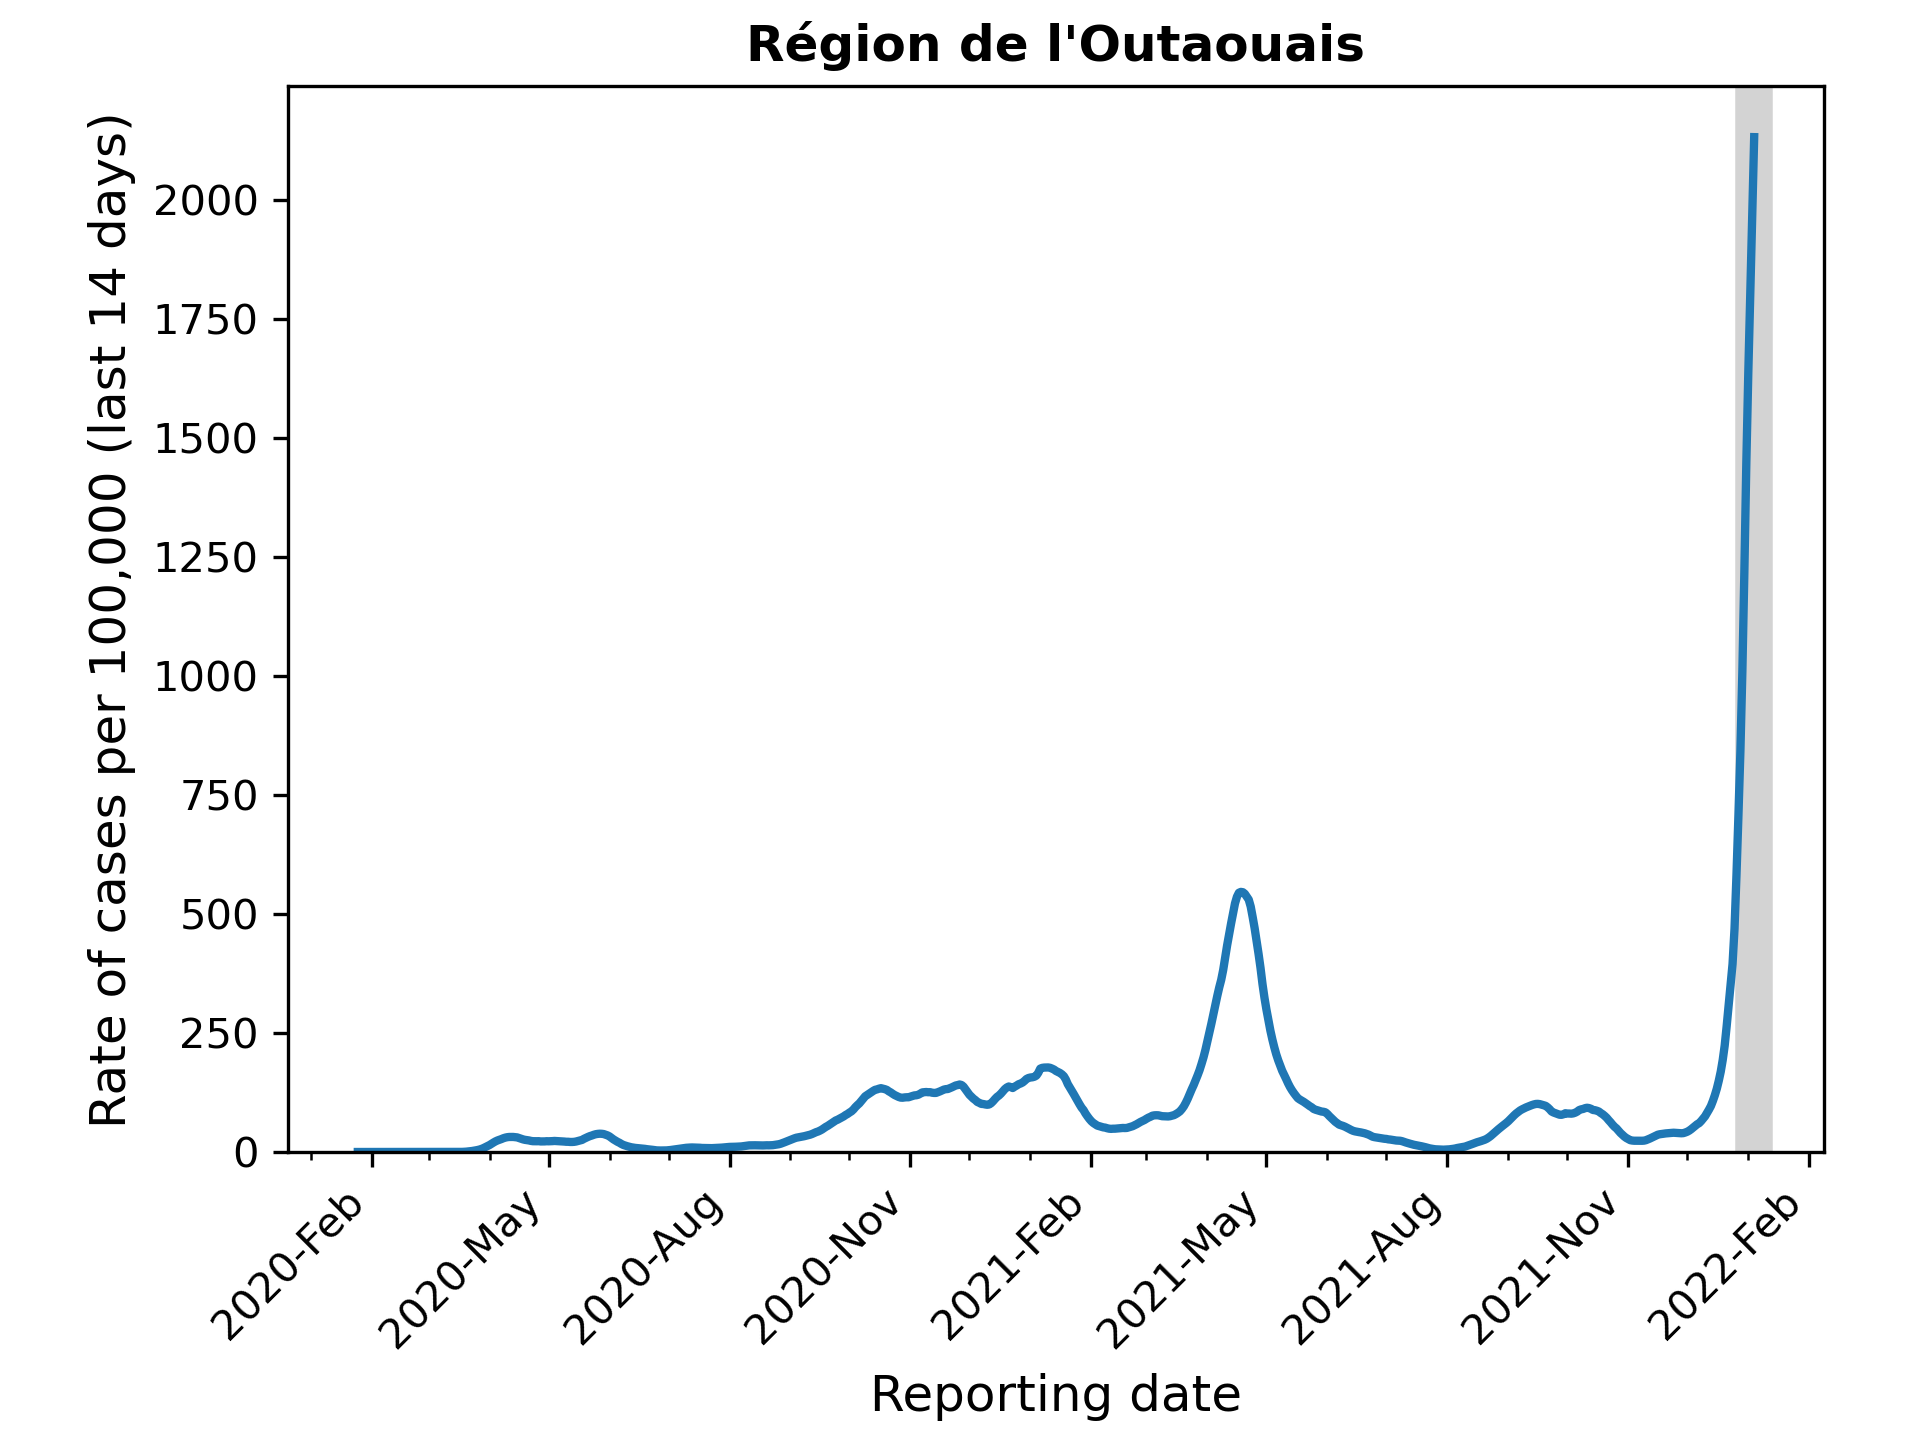 Région de l'Outaouais
Rate of cases per 100,000 (last 14 days)
2000
1750
1500
1250
1000
750
500
250
0
2020-Feb
2020-May
2020-Aug
2020-Nov
2021-Feb
2021-May
2021-Aug
2021-Nov
2022-Feb
Reporting date